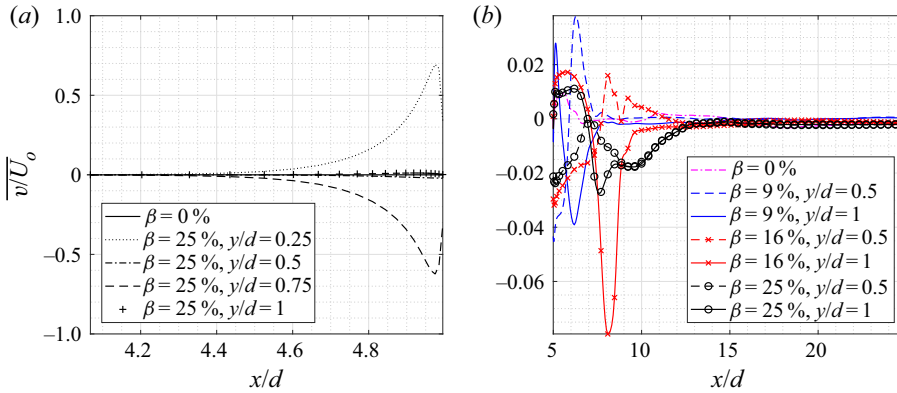 (a)
1.0
0.5
0
−0.5
−1.0
v/U_o
4.2
4.4
4.6
4.8
x/d
β = 0 %
β = 25 %, y/d = 0.25
β = 25 %, y/d = 0.5
β = 25 %, y/d = 0.75
β = 25 %, y/d = 1
(b)
0.02
0
−0.02
−0.04
−0.06
5
10
15
20
x/d
β = 0 %
β = 9 %, y/d = 0.5
β = 9 %, y/d = 1
β = 16 %, y/d = 0.5
β = 16 %, y/d = 1
β = 25 %, y/d = 0.5
β = 25 %, y/d = 1